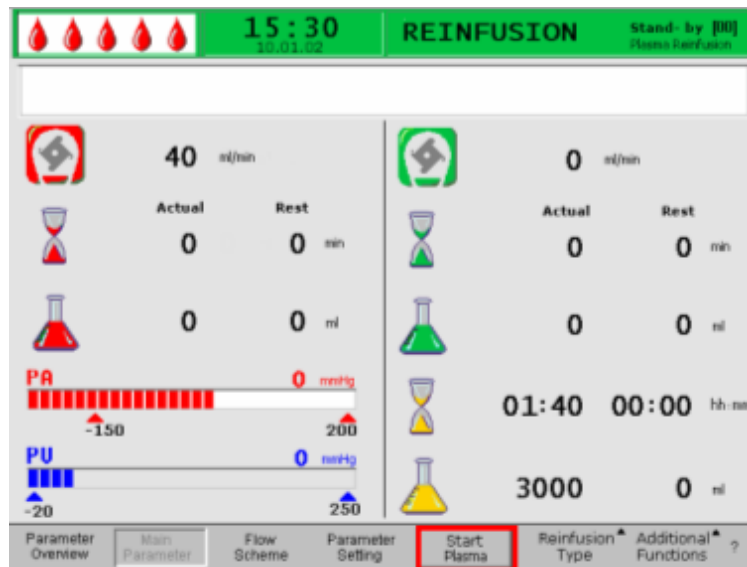 15:30
10.01.02
REINFUSION
Stand- by [00]
Plasma Reinfusion
40 ml/min
0 ml/min
Actual Rest
0 0 min
0 0 ml
Actual Rest
0 0 min
0 0 ml
PA 0 mmHg
-150 200
PU 0 mmHg
-20 250
01:40 00:00
3000 0 ml
Parameter Overview
Main Parameter
Flow Scheme
Parameter Setting
Start Plasma
Reinfusion Type
Additional Functions
?